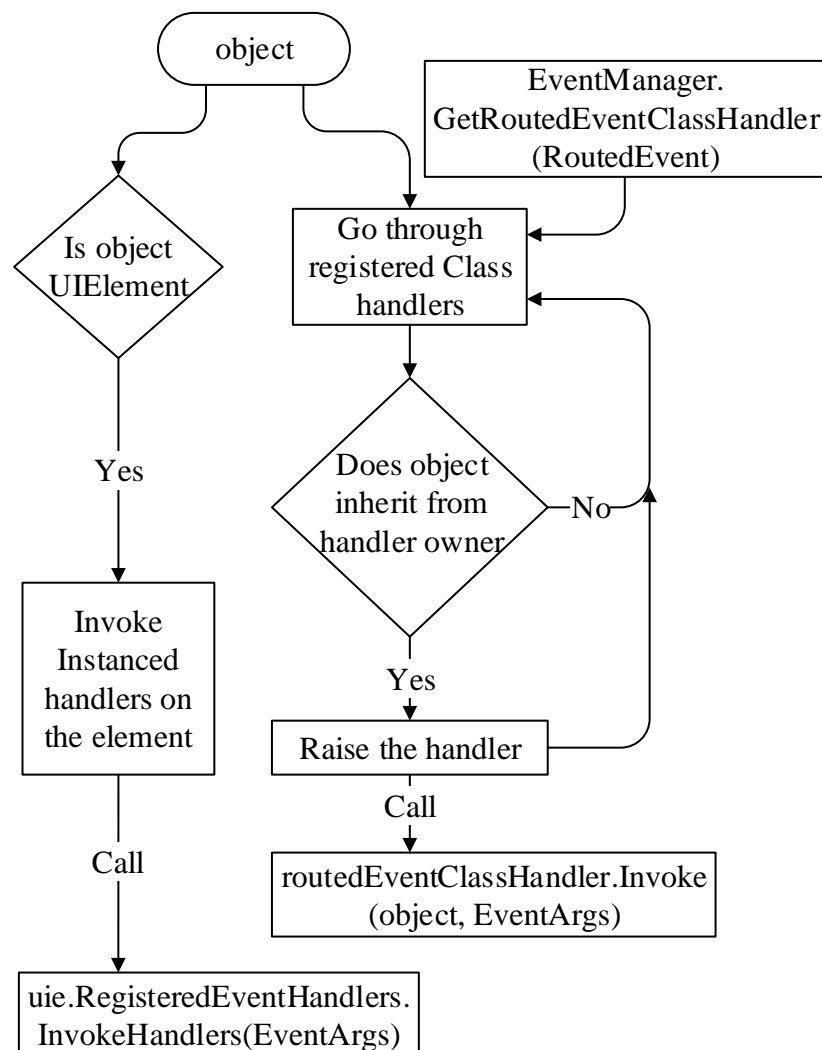 object
EventManager.
GetRoutedEventClassHandler
(RoutedEvent)
Is object
UIElement
Go through
registered Class
handlers
Yes
Does object
inherit from
handler owner
No
Invoke
Instanced
handlers on
the element
Yes
Raise the handler
Call
Call
routedEventClassHandler.Invoke
(object, EventArgs)
uie.RegisteredEventHandlers.
InvokeHandlers(EventArgs)